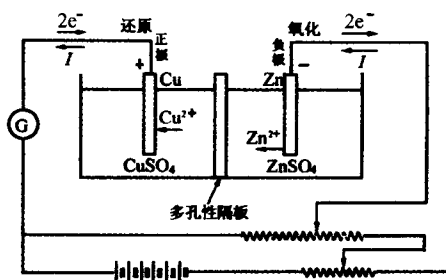 2e⁻
还原
氧化
2e⁻
I
正极
负极
I
+
−
Cu
Zn
G
Cu²⁺
Zn²⁺
CuSO₄
ZnSO₄
多孔性隔板